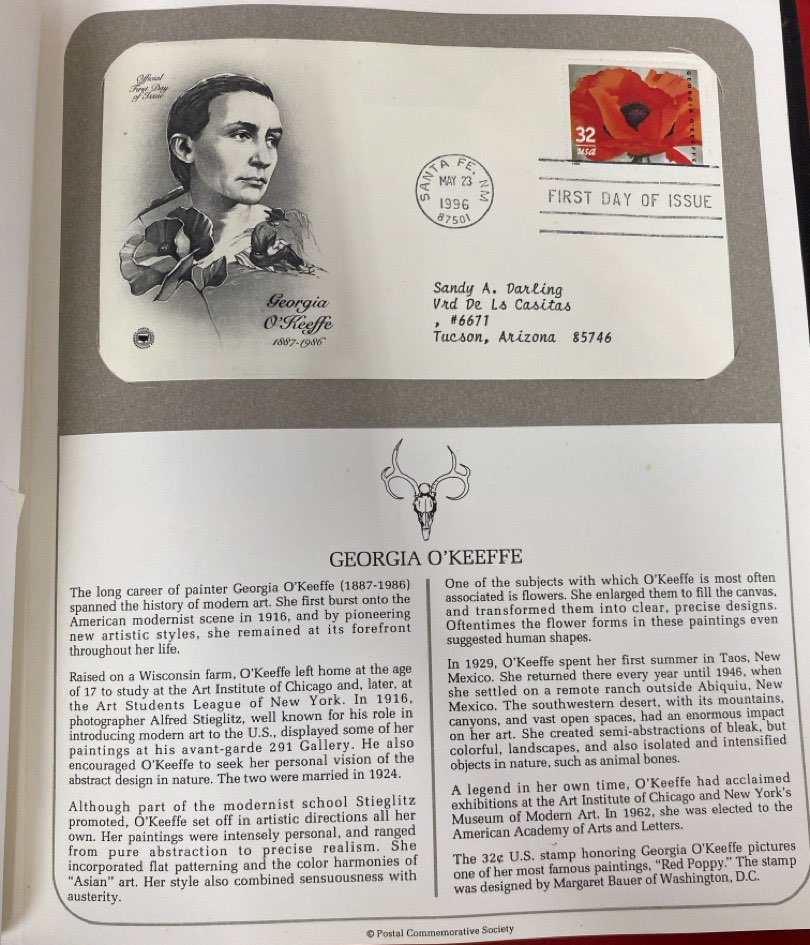 Official
First Day
of Issue
GEORGIA O'KEEFFE
32
usa
SANTA FE, NM
MAY 23
1996
87501
FIRST DAY OF ISSUE
Sandy A. Darling
Vrd De Ls Casitas
, #6671
Tucson, Arizona 85746
Georgia
O'Keeffe
1887-1986
GEORGIA O'KEEFFE
The long career of painter Georgia O'Keeffe (1887-1986)
spanned the history of modern art. She first burst onto the
American modernist scene in 1916, and by pioneering
new artistic styles, she remained at its forefront
throughout her life.
Raised on a Wisconsin farm, O'Keeffe left home at the age
of 17 to study at the Art Institute of Chicago and, later, at
the Art Students League of New York. In 1916,
photographer Alfred Stieglitz, well known for his role in
introducing modern art to the U.S., displayed some of her
paintings at his avant-garde 291 Gallery. He also
encouraged O'Keeffe to seek her personal vision of the
abstract design in nature. The two were married in 1924.
Although part of the modernist school Stieglitz
promoted, O'Keeffe set off in artistic directions all her
own. Her paintings were intensely personal, and ranged
from pure abstraction to precise realism. She
incorporated flat patterning and the color harmonies of
"Asian" art. Her style also combined sensuousness with
austerity.
One of the subjects with which O'Keeffe is most often
associated is flowers. She enlarged them to fill the canvas,
and transformed them into clear, precise designs.
Oftentimes the flower forms in these paintings even
suggested human shapes.
In 1929, O'Keeffe spent her first summer in Taos, New
Mexico. She returned there every year until 1946, when
she settled on a remote ranch outside Abiquiu, New
Mexico. The southwestern desert, with its mountains,
canyons, and vast open spaces, had an enormous impact
on her art. She created semi-abstractions of bleak, but
colorful, landscapes, and also isolated and intensified
objects in nature, such as animal bones.
A legend in her own time, O'Keeffe had acclaimed
exhibitions at the Art Institute of Chicago and New York's
Museum of Modern Art. In 1962, she was elected to the
American Academy of Arts and Letters.
The 32¢ U.S. stamp honoring Georgia O'Keeffe pictures
one of her most famous paintings, "Red Poppy." The stamp
was designed by Margaret Bauer of Washington, D.C.
© Postal Commemorative Society